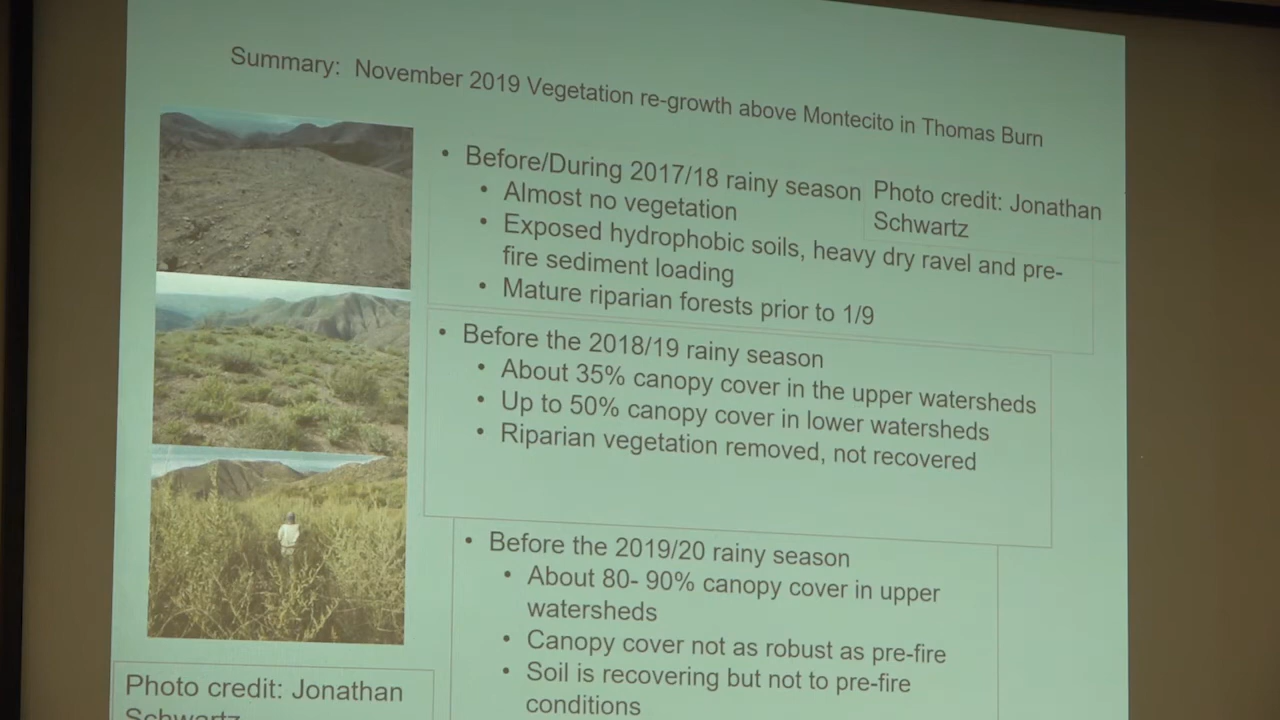 Summary: November 2019 Vegetation re-growth above Montecito in Thomas Burn
• Before/During 2017/18 rainy season
Photo credit: Jonathan
Schwartz
• Almost no vegetation
• Exposed hydrophobic soils, heavy dry ravel and pre-
fire sediment loading
• Mature riparian forests prior to 1/9
• Before the 2018/19 rainy season
• About 35% canopy cover in the upper watersheds
• Up to 50% canopy cover in lower watersheds
• Riparian vegetation removed, not recovered
• Before the 2019/20 rainy season
• About 80- 90% canopy cover in upper
watersheds
• Canopy cover not as robust as pre-fire
• Soil is recovering but not to pre-fire
conditions
Photo credit: Jonathan
Schwartz